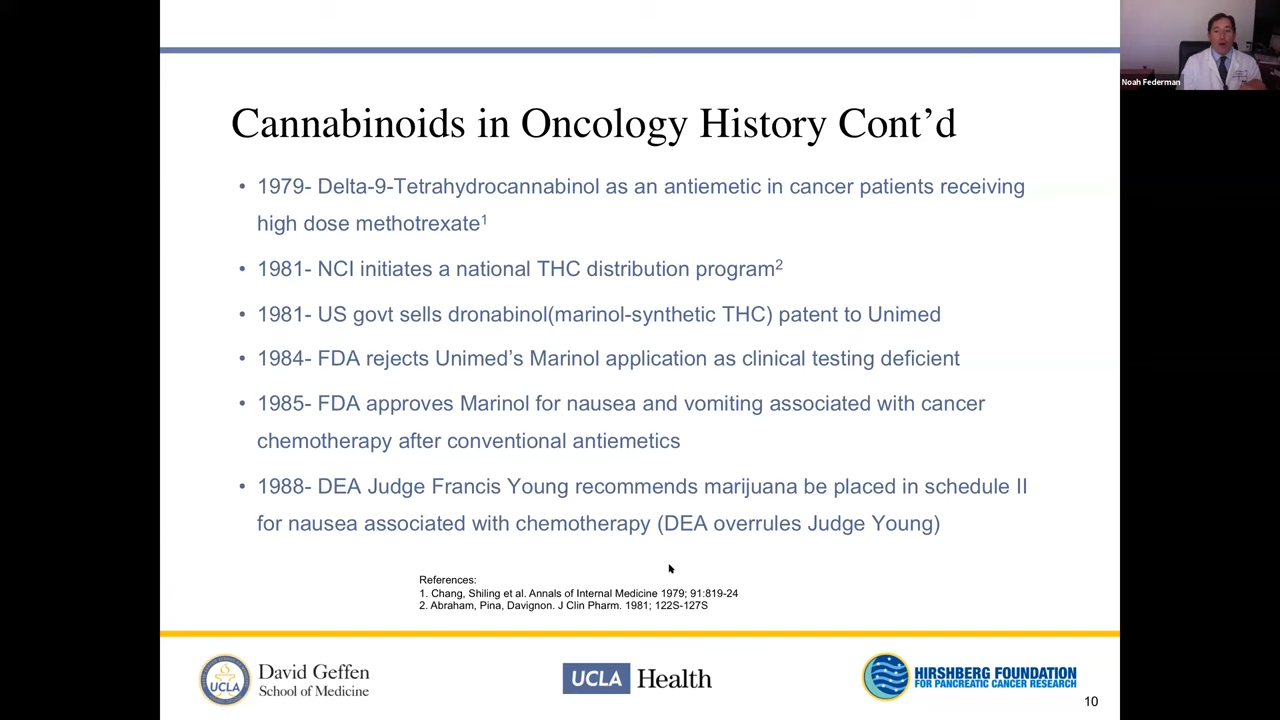 Noah Federman
Cannabinoids in Oncology History Cont’d
• 1979- Delta-9-Tetrahydrocannabinol as an antiemetic in cancer patients receiving
high dose methotrexate¹
• 1981- NCI initiates a national THC distribution program²
• 1981- US govt sells dronabinol(marinol-synthetic THC) patent to Unimed
• 1984- FDA rejects Unimed’s Marinol application as clinical testing deficient
• 1985- FDA approves Marinol for nausea and vomiting associated with cancer
chemotherapy after conventional antiemetics
• 1988- DEA Judge Francis Young recommends marijuana be placed in schedule II
for nausea associated with chemotherapy (DEA overrules Judge Young)
References:
1. Chang, Shiling et al. Annals of Internal Medicine 1979; 91:819-24
2. Abraham, Pina, Davignon. J Clin Pharm. 1981; 122S-127S
UCLA
David Geffen
School of Medicine
UCLA Health
HIRSHBERG FOUNDATION
FOR PANCREATIC CANCER RESEARCH
10